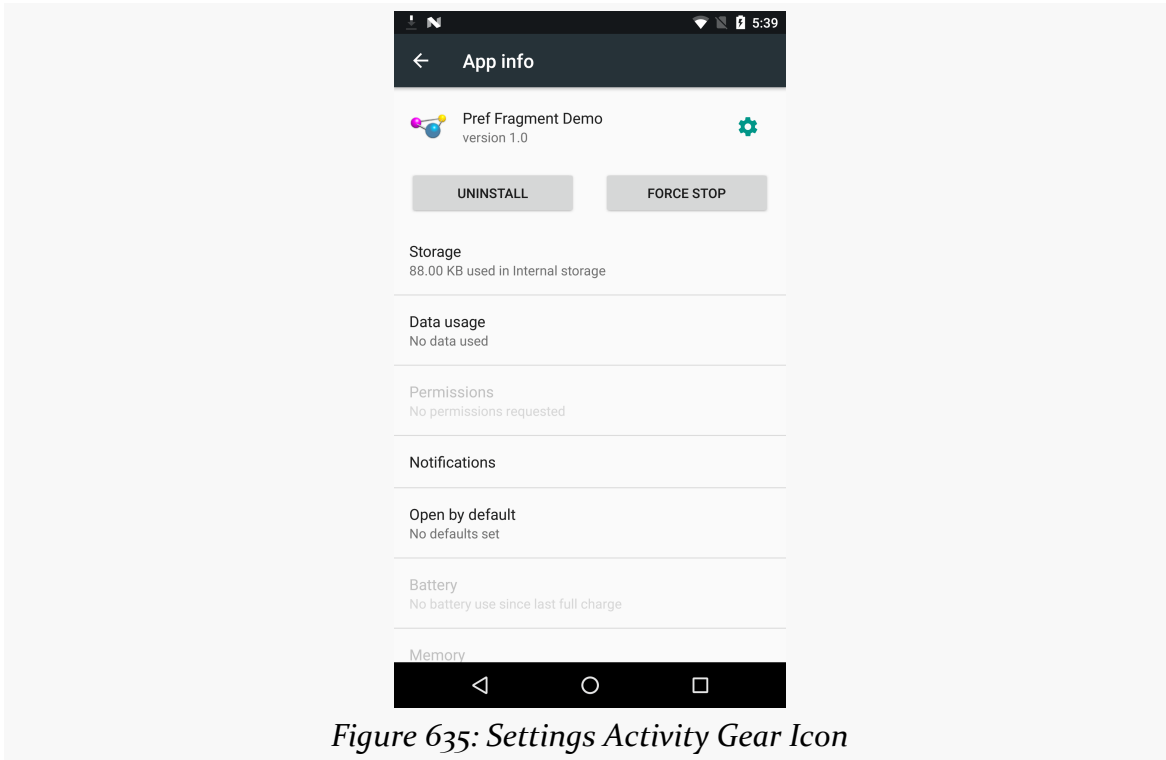 5:39
App info
Pref Fragment Demo
version 1.0
UNINSTALL
FORCE STOP
Storage
88.00 KB used in Internal storage
Data usage
No data used
Permissions
No permissions requested
Notifications
Open by default
No defaults set
Battery
No battery use since last full charge
Memory
Figure 635: Settings Activity Gear Icon